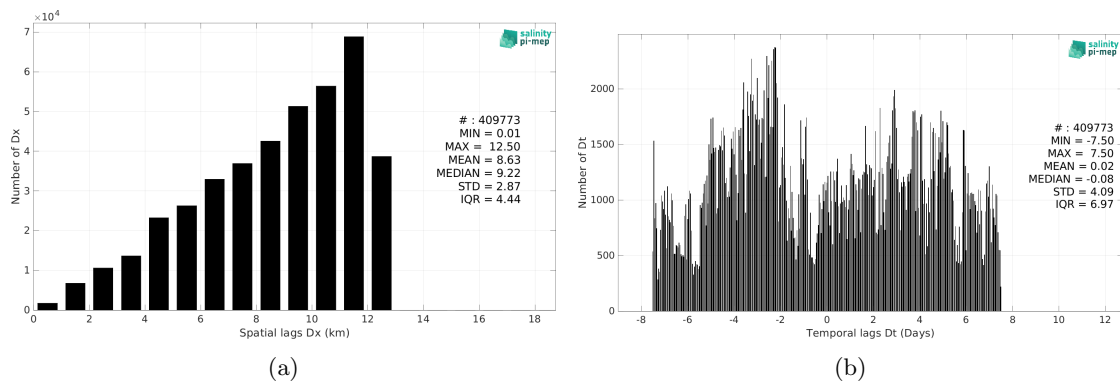 ×10⁴
7
6
5
4
3
2
1
0
0 2 4 6 8 10 12 14 16 18
Number of Dx
Spatial lags Dx (km)
salinity
pi-mep
# : 409773
MIN = 0.01
MAX = 12.50
MEAN = 8.63
MEDIAN = 9.22
STD = 2.87
IQR = 4.44
(a)
2000
1500
1000
500
0
-8 -6 -4 -2 0 2 4 6 8 10 12
Number of Dt
Temporal lags Dt (Days)
salinity
pi-mep
# : 409773
MIN = -7.50
MAX = 7.50
MEAN = 0.02
MEDIAN = -0.08
STD = 4.09
IQR = 6.97
(b)